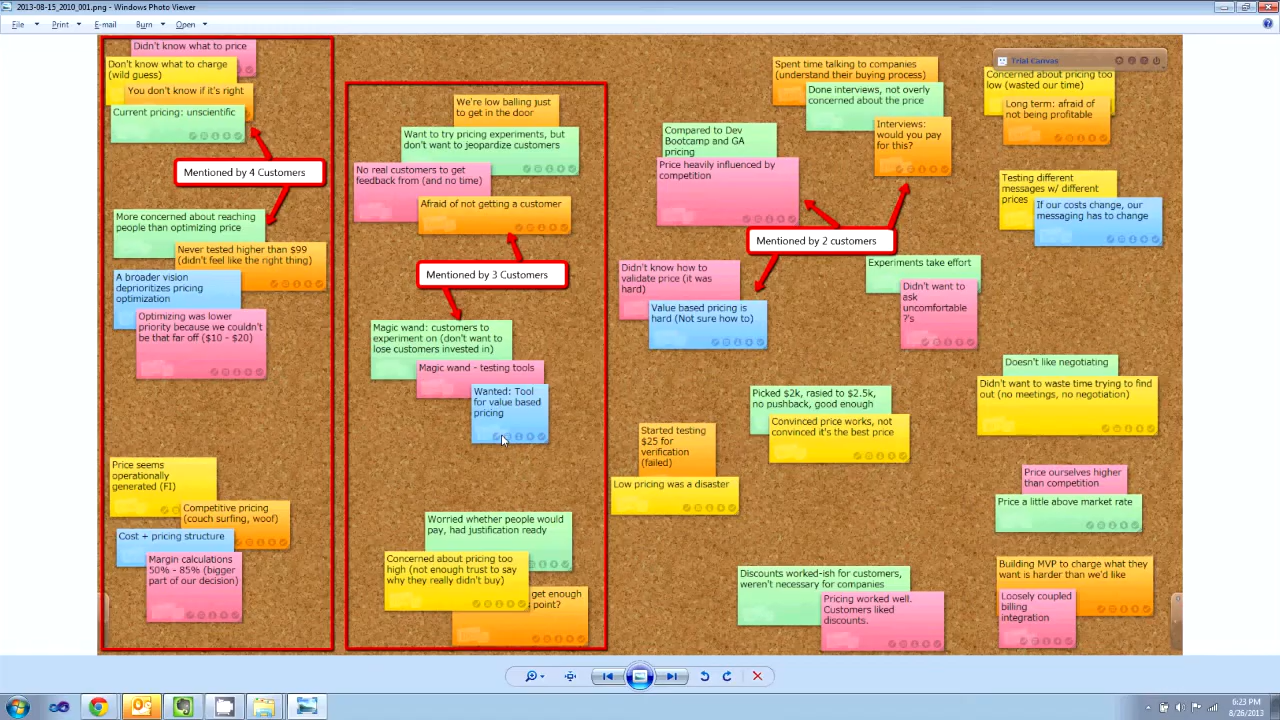 2013-08-15_2010_001.png - Windows Photo Viewer
File
Print
E-mail
Burn
Open
Didn't know what to price
Don't know what to charge
(wild guess)
You don't know if it's right
Current pricing: unscientific
Mentioned by 4 Customers
More concerned about reaching
people than optimizing price
Never tested higher than $99
(didn't feel like the right thing)
A broader vision
deprioritizes pricing
optimization
Optimizing was lower
priority because we couldn't
be that far off ($10 - $20)
Price seems
operationally
generated (FI)
Competitive pricing
(couch surfing, woof)
Cost + pricing structure
Margin calculations
50% - 85% (bigger
part of our decision)
We're low balling just
to get in the door
Want to try pricing experiments, but
don't want to jeopardize customers
No real customers to get
feedback from (and no time)
Afraid of not getting a customer
Mentioned by 3 Customers
Magic wand: customers to
experiment on (don't want to
lose customers invested in)
Magic wand - testing tools
Wanted: Tool
for value based
pricing
Worried whether people would
pay, had justification ready
Concerned about pricing too
high (not enough trust to say
why they really didn't buy)
get enough
point?
Compared to Dev
Bootcamp and GA
pricing
Price heavily influenced by
competition
Spent time talking to companies
(understand their buying process)
Done interviews, not overly
concerned about the price
Interviews:
would you pay
for this?
Mentioned by 2 customers
Didn't know how to
validate price (it was
hard)
Value based pricing is
hard (Not sure how to)
Experiments take effort
Didn't want to
ask
uncomfortable
?'s
Picked $2k, rasied to $2.5k,
no pushback, good enough
Convinced price works, not
convinced it's the best price
Started testing
$25 for
verification
(failed)
Low pricing was a disaster
Discounts worked-ish for customers,
weren't necessary for companies
Pricing worked well.
Customers liked
discounts.
Trial Canvas
Concerned about pricing too
low (wasted our time)
Long term: afraid of
not being profitable
Testing different
messages w/ different
prices
If our costs change, our
messaging has to change
Doesn't like negotiating
Didn't want to waste time trying to find
out (no meetings, no negotiation)
Price ourselves higher
than competition
Price a little above market rate
Building MVP to charge what they
want is harder than we'd like
Loosely coupled
billing
integration
6:23 PM
8/26/2013